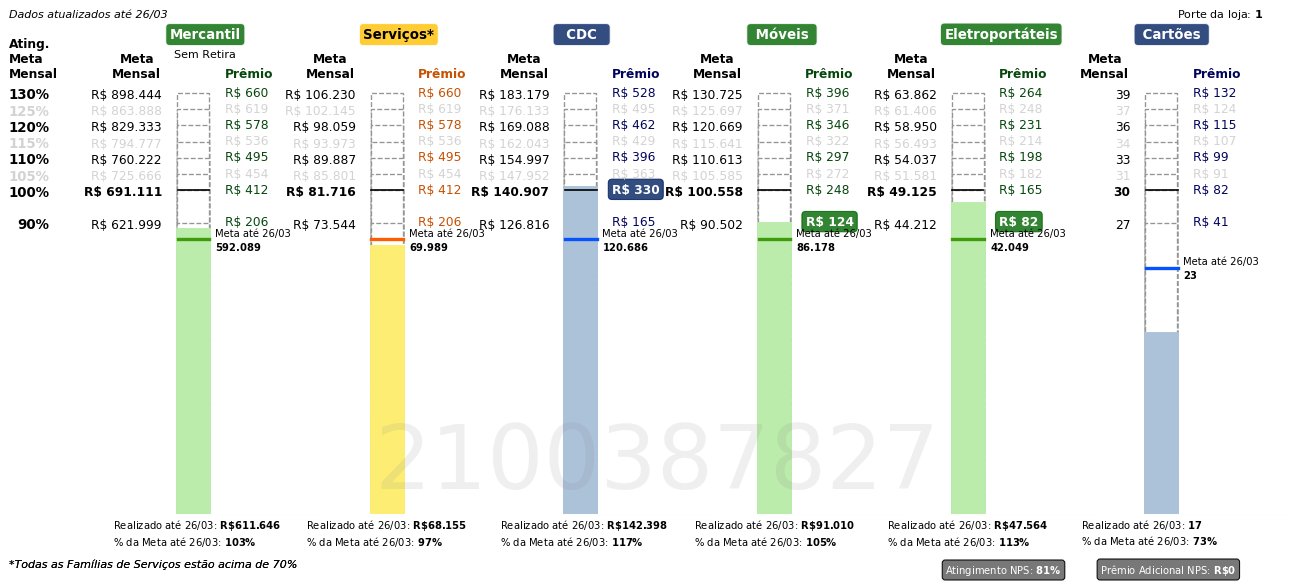 Dados atualizados até 26/03
Porte da loja: 1
Mercantil Serviços* CDC Móveis Eletroportáteis Cartões
Sem Retira
Ating. Meta Mensal Meta Mensal Prêmio Meta Mensal Prêmio Meta Mensal Prêmio Meta Mensal Prêmio Meta Mensal Prêmio Meta Mensal Prêmio
130% R$ 898.444 R$ 660 R$ 106.230 R$ 660 R$ 183.179 R$ 528 R$ 130.725 R$ 396 R$ 63.862 R$ 264 39 R$ 132
125% R$ 863.888 R$ 619 R$ 102.145 R$ 619 R$ 176.133 R$ 495 R$ 125.697 R$ 371 R$ 61.406 R$ 248 37 R$ 124
120% R$ 829.333 R$ 578 R$ 98.059 R$ 578 R$ 169.088 R$ 462 R$ 120.669 R$ 346 R$ 58.950 R$ 231 36 R$ 115
115% R$ 794.777 R$ 536 R$ 93.973 R$ 536 R$ 162.043 R$ 429 R$ 115.641 R$ 322 R$ 56.493 R$ 214 34 R$ 107
110% R$ 760.222 R$ 495 R$ 89.887 R$ 495 R$ 154.997 R$ 396 R$ 110.613 R$ 297 R$ 54.037 R$ 198 33 R$ 99
105% R$ 725.666 R$ 454 R$ 85.801 R$ 454 R$ 147.952 R$ 363 R$ 105.585 R$ 272 R$ 51.581 R$ 182 31 R$ 91
100% R$ 691.111 R$ 412 R$ 81.716 R$ 412 R$ 140.907 R$ 330 R$ 100.558 R$ 248 R$ 49.125 R$ 165 30 R$ 82
90% R$ 621.999 R$ 206 R$ 73.544 R$ 206 R$ 126.816 R$ 165 R$ 90.502 R$ 124 R$ 44.212 R$ 82 27 R$ 41
Meta até 26/03 Meta até 26/03 Meta até 26/03 Meta até 26/03 Meta até 26/03
592.089 69.989 120.686 86.178 42.049
Meta até 26/03
23
21003878​27
Realizado até 26/03: R$611.646 Realizado até 26/03: R$68.155 Realizado até 26/03: R$142.398 Realizado até 26/03: R$91.010 Realizado até 26/03: R$47.564 Realizado até 26/03: 17
% da Meta até 26/03: 103% % da Meta até 26/03: 97% % da Meta até 26/03: 117% % da Meta até 26/03: 105% % da Meta até 26/03: 113% % da Meta até 26/03: 73%
*Todas as Famílias de Serviços estão acima de 70%
Atingimento NPS: 81% Prêmio Adicional NPS: R$0